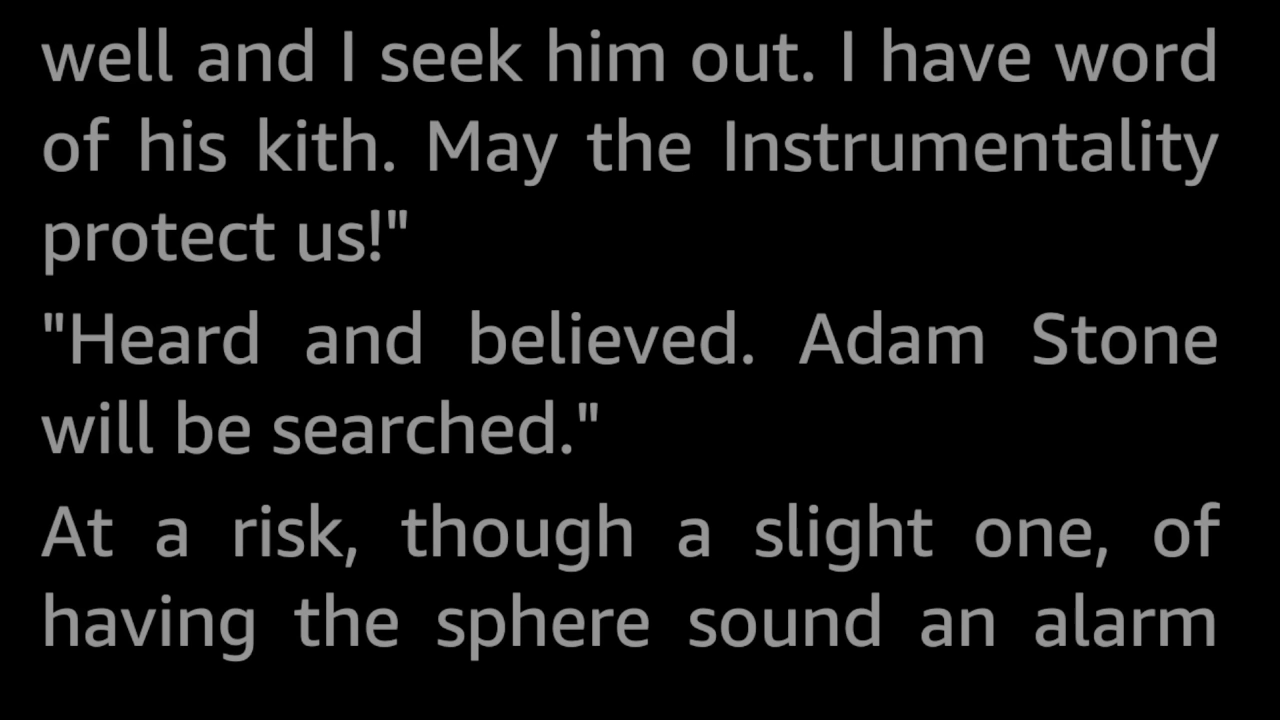 well and I seek him out. I have word
of his kith. May the Instrumentality
protect us!"
"Heard and believed. Adam Stone
will be searched."
At a risk, though a slight one, of
having the sphere sound an alarm